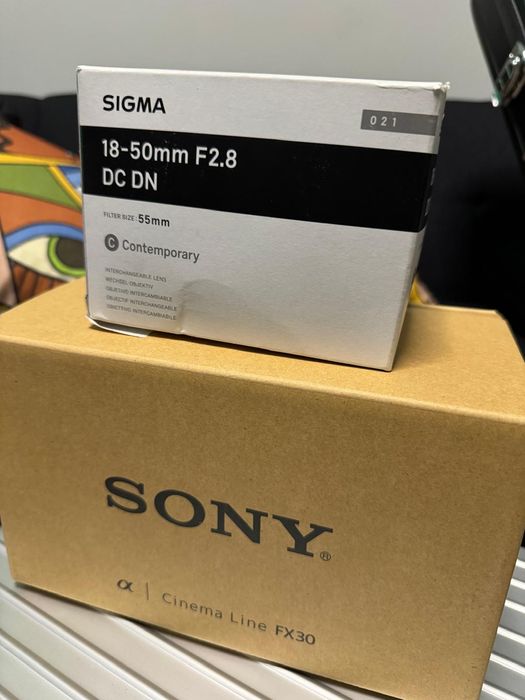 SIGMA
021
18-50mm F2.8
DC DN
FILTER SIZE: 55mm
C Contemporary
INTERCHANGEABLE LENS
WECHSEL OBJEKTIV
OBJETIVO INTERCAMBIABLE
OBJECTIF INTERCHANGEABLE
OBIETTIVO INTERCAMBIABILE
SONY®
α | Cinema Line FX30